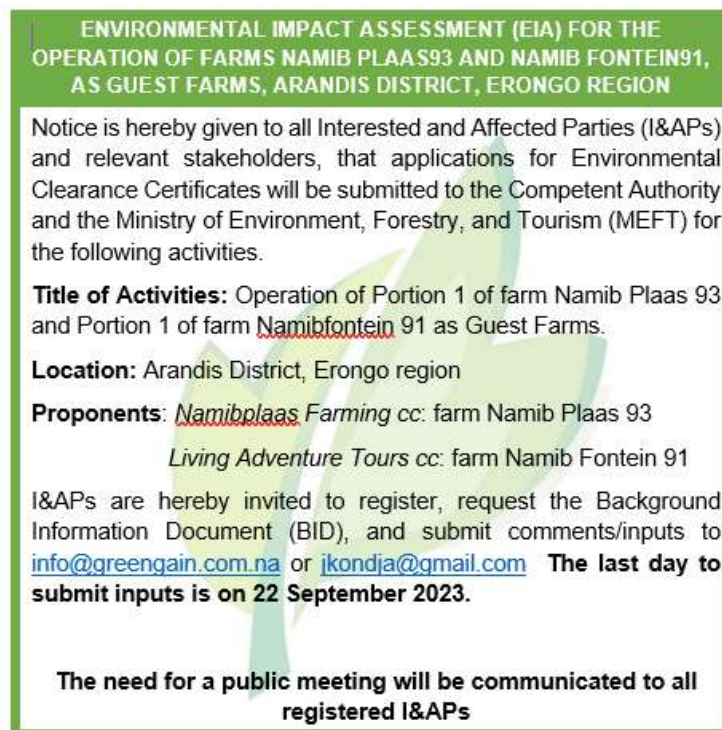 ENVIRONMENTAL IMPACT ASSESSMENT (EIA) FOR THE
OPERATION OF FARMS NAMIB PLAAS93 AND NAMIB FONTEIN91,
AS GUEST FARMS, ARANDIS DISTRICT, ERONGO REGION
Notice is hereby given to all Interested and Affected Parties (I&APs)
and relevant stakeholders, that applications for Environmental
Clearance Certificates will be submitted to the Competent Authority
and the Ministry of Environment, Forestry, and Tourism (MEFT) for
the following activities.
Title of Activities: Operation of Portion 1 of farm Namib Plaas 93
and Portion 1 of farm Namibfontein 91 as Guest Farms.
Location: Arandis District, Erongo region
Proponents: Namibplaas Farming cc: farm Namib Plaas 93
Living Adventure Tours cc: farm Namib Fontein 91
I&APs are hereby invited to register, request the Background
Information Document (BID), and submit comments/inputs to
info@greengain.com.na or jkondja@gmail.com The last day to
submit inputs is on 22 September 2023.
The need for a public meeting will be communicated to all
registered I&APs